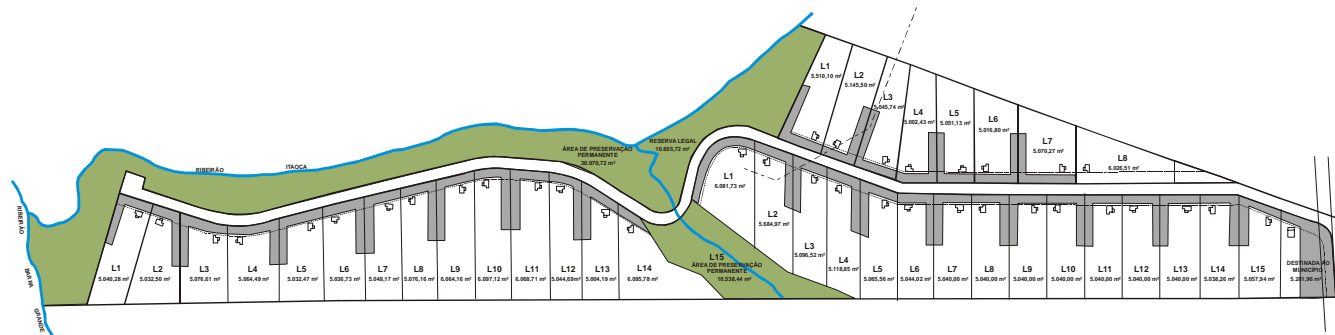 RIBEIRÃO
BARRA
GRANDE
RIBEIRÃO
ITAOCA
ÁREA DE PRESERVAÇÃO
PERMANENTE
30.970,72 m²
RESERVA LEGAL
10.605,72 m²
L1
5.510,10 m²
L2
5.145,50 m²
L3
5.045,74 m²
L4
5.002,43 m²
L5
5.051,13 m²
L6
5.016,80 m²
L7
5.070,27 m²
L8
6.026,51 m²
L1
5.040,28 m²
L2
5.032,50 m²
L3
5.076,61 m²
L4
5.064,49 m²
L5
5.032,47 m²
L6
5.036,73 m²
L7
5.049,17 m²
L8
5.076,16 m²
L9
6.064,16 m²
L10
6.097,12 m²
L11
6.068,71 m²
L12
5.044,69 m²
L13
5.004,19 m²
L14
6.095,78 m²
L15
ÁREA DE PRESERVAÇÃO
PERMANENTE
10.538,44 m²
L1
6.081,73 m²
L2
5.684,97 m²
L3
5.096,52 m²
L4
5.118,85 m²
L5
5.065,56 m²
L6
5.044,02 m²
L7
5.040,00 m²
L8
5.040,00 m²
L9
5.040,00 m²
L10
5.040,00 m²
L11
5.040,00 m²
L12
5.040,00 m²
L13
5.040,00 m²
L14
5.038,26 m²
L15
5.057,94 m²
DESTINADA AO
MUNICÍPIO
5.281,96 m²